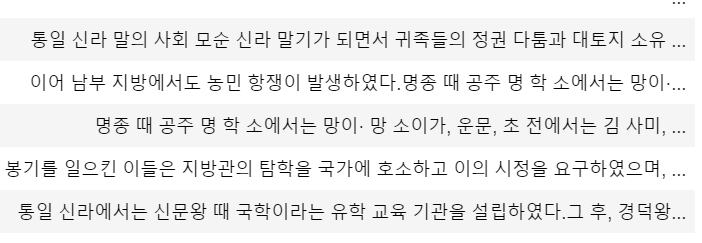 ...
통일 신라 말의 사회 모순 신라 말기가 되면서 귀족들의 정권 다툼과 대토지 소유 ...
이어 남부 지방에서도 농민 항쟁이 발생하였다.명종 때 공주 명 학 소에서는 망이·...
명종 때 공주 명 학 소에서는 망이· 망 소이가, 운문, 초 전에서는 김 사미, ...
봉기를 일으킨 이들은 지방관의 탐학을 국가에 호소하고 이의 시정을 요구하였으며, ...
통일 신라에서는 신문왕 때 국학이라는 유학 교육 기관을 설립하였다.그 후, 경덕왕...